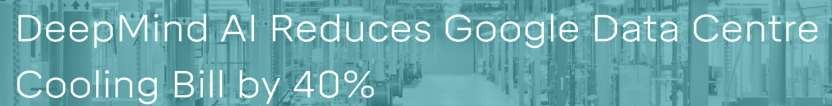 DeepMind AI Reduces Google Data Centre
Cooling Bill by 40%